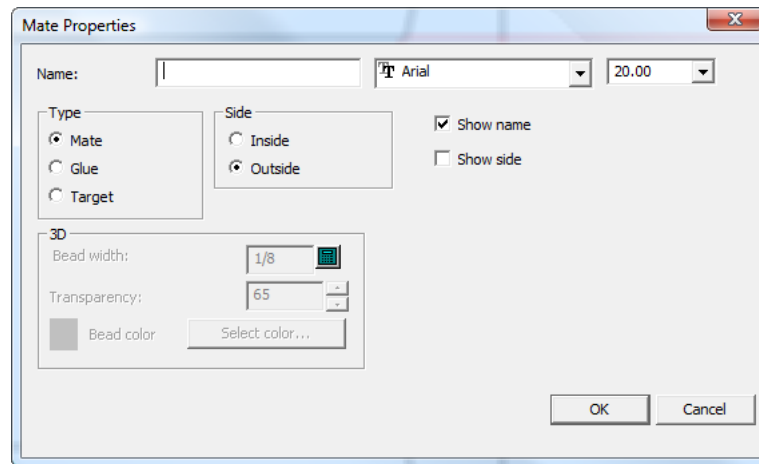 Mate Properties
Name:
Arial
20.00
Type
Side
Mate
Inside
Show name
Glue
Outside
Show side
Target
3D
Bead width:
1/8
Transparency:
65
Bead color
Select color...
OK
Cancel